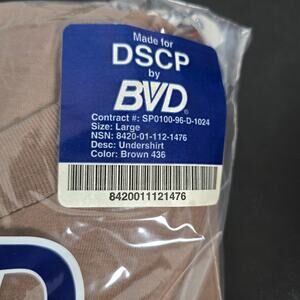 Made for
DSCP
by
BVD
Contract #: SP0100-96-D-1024
Size: Large
NSN: 8420-01-112-1476
Desc: Undershirt
Color: Brown 436
8420011121476
VD